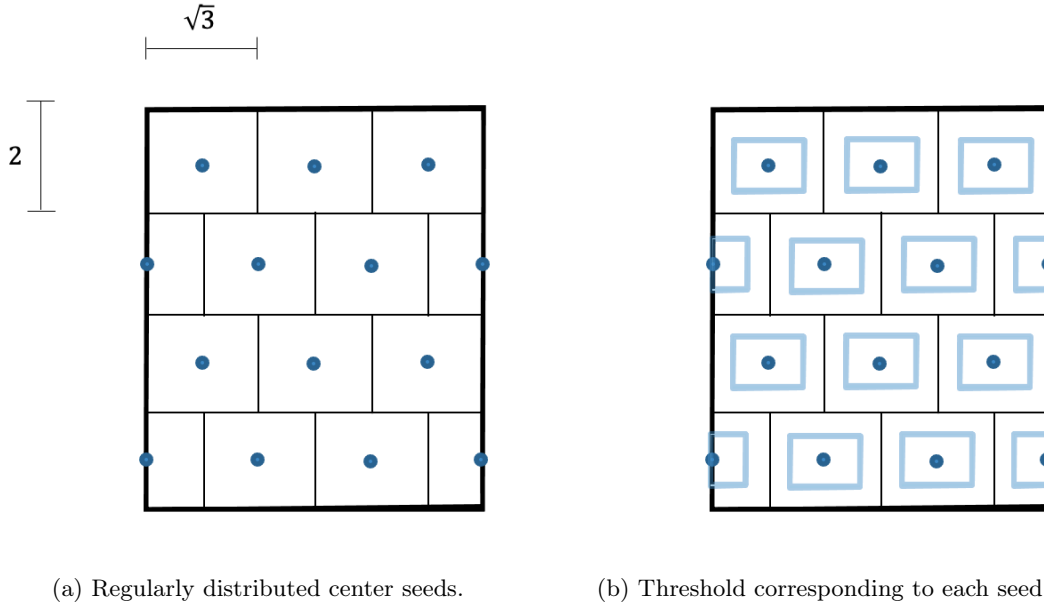 √3
2
(a) Regularly distributed center seeds.
(b) Threshold corresponding to each seed